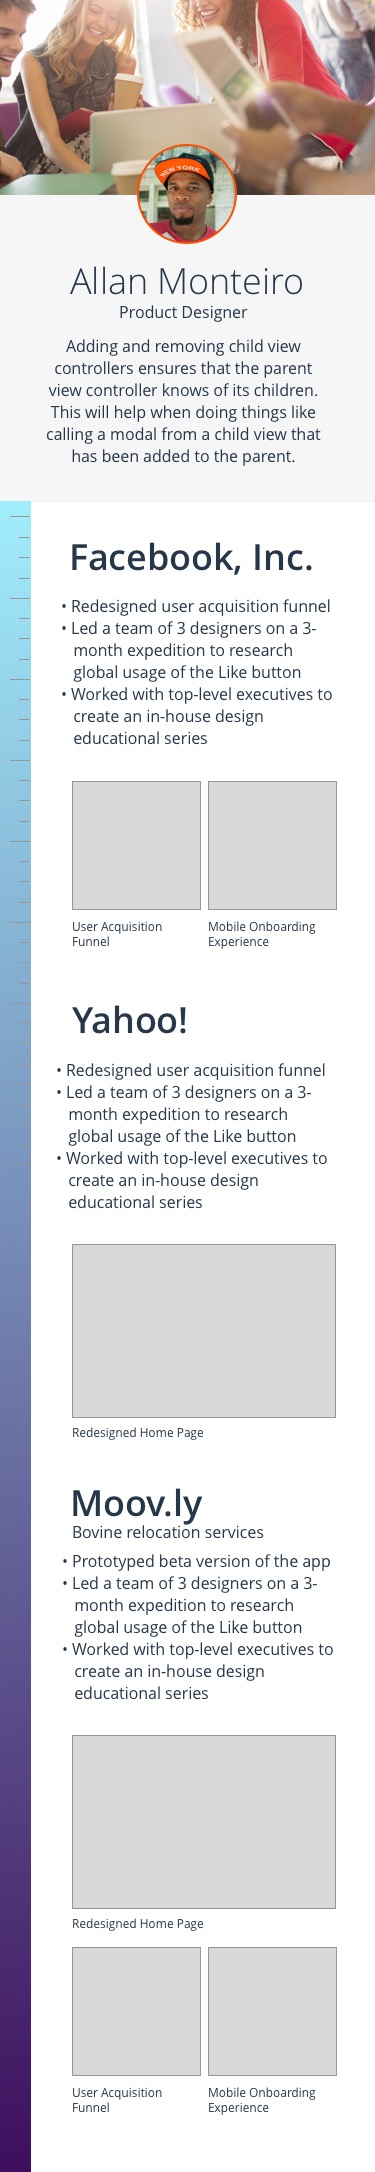 NEW YORK
Allan Monteiro
Product Designer
Adding and removing child view
controllers ensures that the parent
view controller knows of its children.
This will help when doing things like
calling a modal from a child view that
has been added to the parent.
Facebook, Inc.
• Redesigned user acquisition funnel
• Led a team of 3 designers on a 3-
month expedition to research
global usage of the Like button
• Worked with top-level executives to
create an in-house design
educational series
User Acquisition
Funnel
Mobile Onboarding
Experience
Yahoo!
• Redesigned user acquisition funnel
• Led a team of 3 designers on a 3-
month expedition to research
global usage of the Like button
• Worked with top-level executives to
create an in-house design
educational series
Redesigned Home Page
Moov.ly
Bovine relocation services
• Prototyped beta version of the app
• Led a team of 3 designers on a 3-
month expedition to research
global usage of the Like button
• Worked with top-level executives to
create an in-house design
educational series
Redesigned Home Page
User Acquisition
Funnel
Mobile Onboarding
Experience